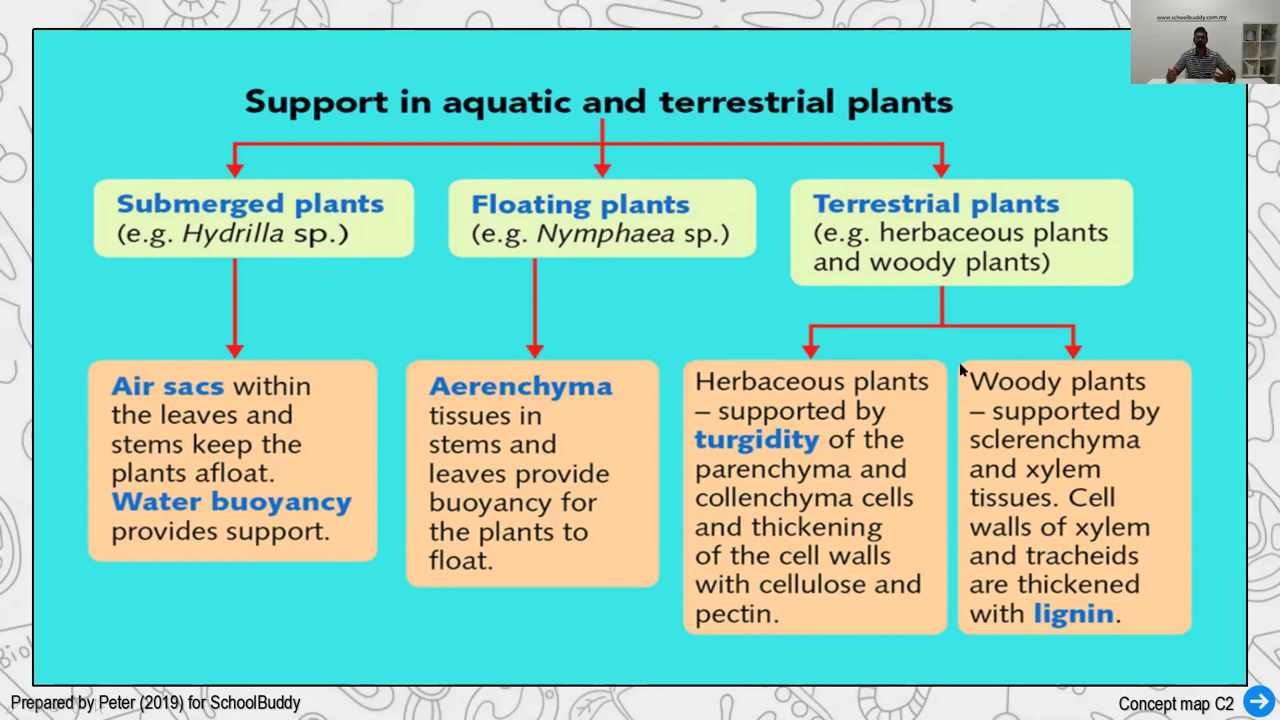 www.schoolbuddy.com.my
Support in aquatic and terrestrial plants
Submerged plants
(e.g. Hydrilla sp.)
Floating plants
(e.g. Nymphaea sp.)
Terrestrial plants
(e.g. herbaceous plants
and woody plants)
Air sacs within
the leaves and
stems keep the
plants afloat.
Water buoyancy
provides support.
Aerenchyma
tissues in
stems and
leaves provide
buoyancy for
the plants to
float.
Herbaceous plants
– supported by
turgidity of the
parenchyma and
collenchyma cells
and thickening
of the cell walls
with cellulose and
pectin.
Woody plants
– supported by
sclerenchyma
and xylem
tissues. Cell
walls of xylem
and tracheids
are thickened
with lignin.
Biol
Prepared by Peter (2019) for SchoolBuddy
Concept map C2